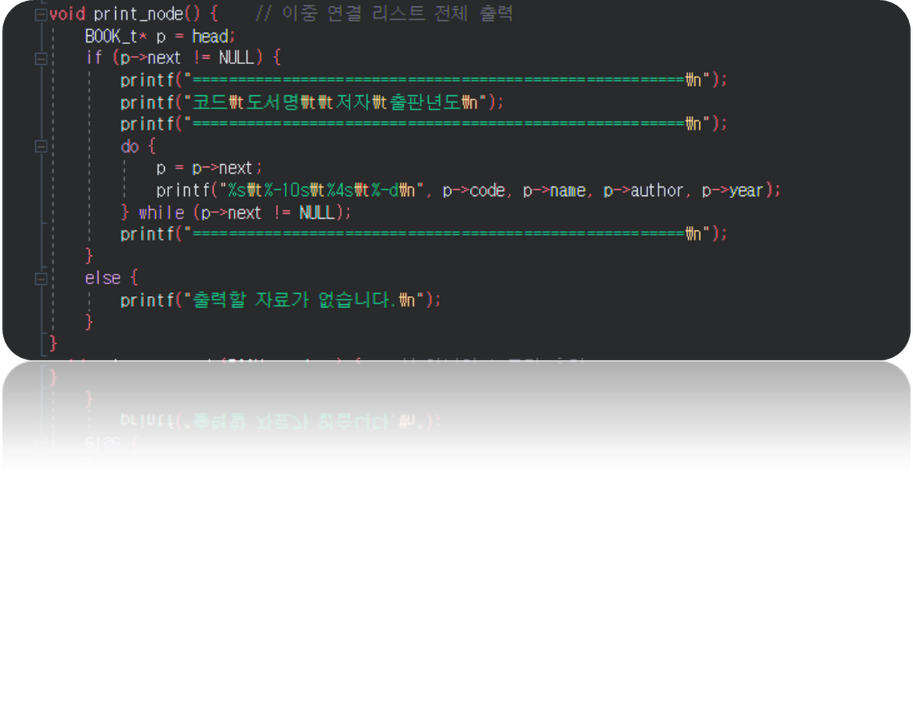 void print_node() {    // 이중 연결 리스트 전체 출력
BOOK_t* p = head;
if (p->next != NULL) {
printf("=======================================================₩n");
printf("코드₩t도서명₩t₩t저자₩t출판년도₩n");
printf("=======================================================₩n");
do {
p = p->next;
printf("%s₩t%-10s₩t%4s₩t%-d₩n", p->code, p->name, p->author, p->year);
} while (p->next != NULL);
printf("=======================================================₩n");
}
else {
printf("출력할 자료가 없습니다.₩n");
}
}